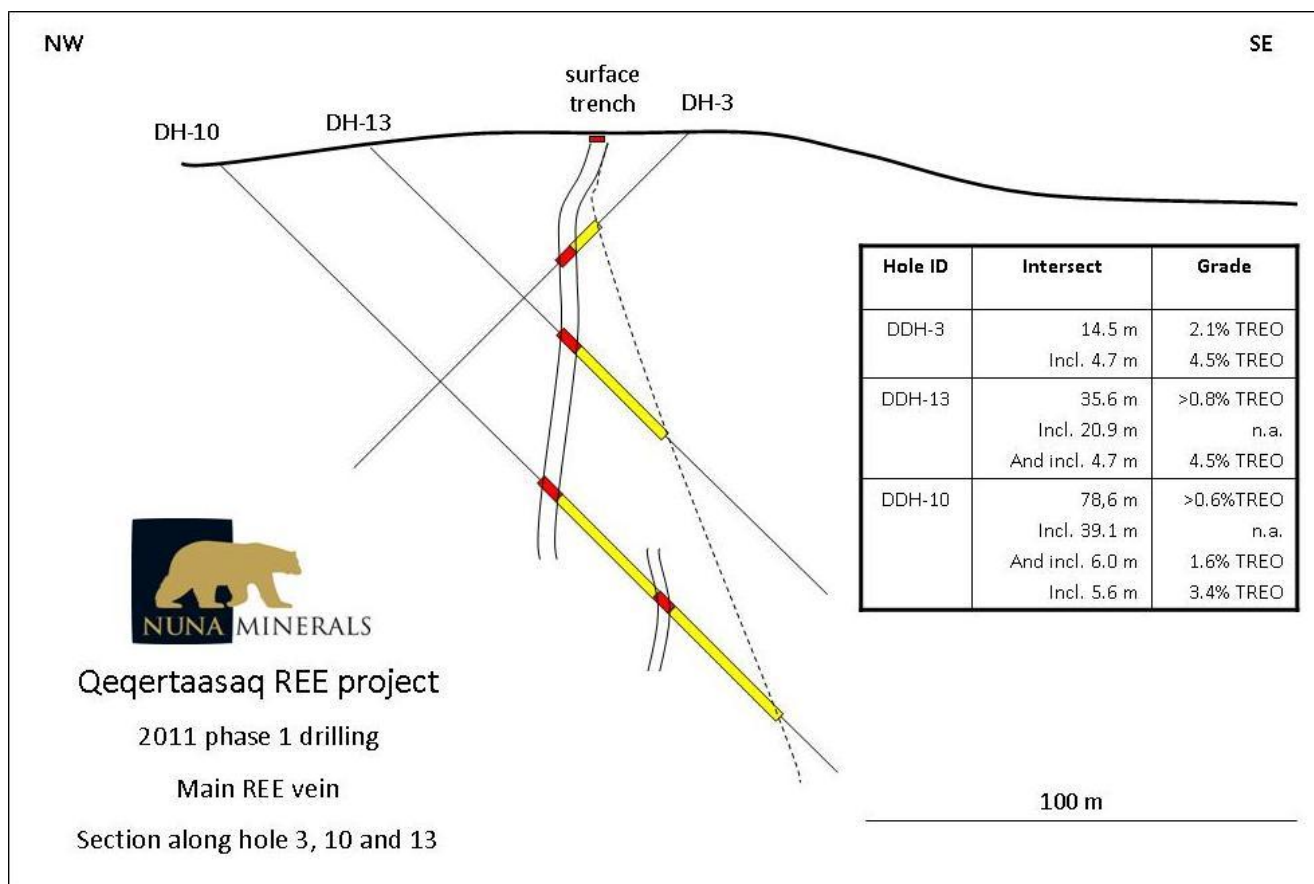 NW
SE
surface
trench
DH-3
DH-13
DH-10
Hole ID Intersect Grade
DDH-3 14.5 m 2.1% TREO
Incl. 4.7 m 4.5% TREO
DDH-13 35.6 m >0.8% TREO
Incl. 20.9 m n.a.
And incl. 4.7 m 4.5% TREO
DDH-10 78,6 m >0.6%TREO
Incl. 39.1 m n.a.
And incl. 6.0 m 1.6% TREO
Incl. 5.6 m 3.4% TREO
NUNA MINERALS
Qeqertaasaq REE project
2011 phase 1 drilling
Main REE vein
Section along hole 3, 10 and 13
100 m